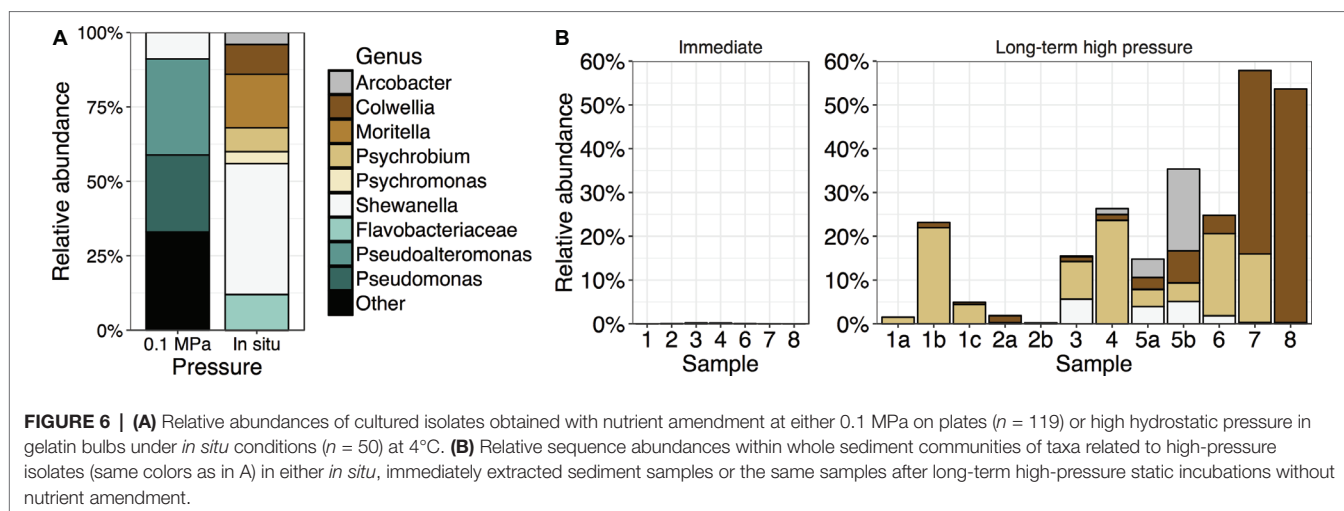 A
100%
75%
50%
25%
0%
Relative abundance
0.1 MPa In situ
Pressure
Genus
Arcobacter
Colwellia
Moritella
Psychrobium
Psychromonas
Shewanella
Flavobacteriaceae
Pseudoalteromonas
Pseudomonas
Other
B
Immediate
60%
50%
40%
30%
20%
10%
0%
Relative abundance
1 2 3 4 6 7 8
Sample
Long-term high pressure
60%
50%
40%
30%
20%
10%
0%
1a 1b 1c 2a 2b 3 4 5a 5b 6 7 8
Sample
FIGURE 6 | (A) Relative abundances of cultured isolates obtained with nutrient amendment at either 0.1 MPa on plates (n = 119) or high hydrostatic pressure in
gelatin bulbs under in situ conditions (n = 50) at 4°C. (B) Relative sequence abundances within whole sediment communities of taxa related to high-pressure
isolates (same colors as in A) in either in situ, immediately extracted sediment samples or the same samples after long-term high-pressure static incubations without
nutrient amendment.